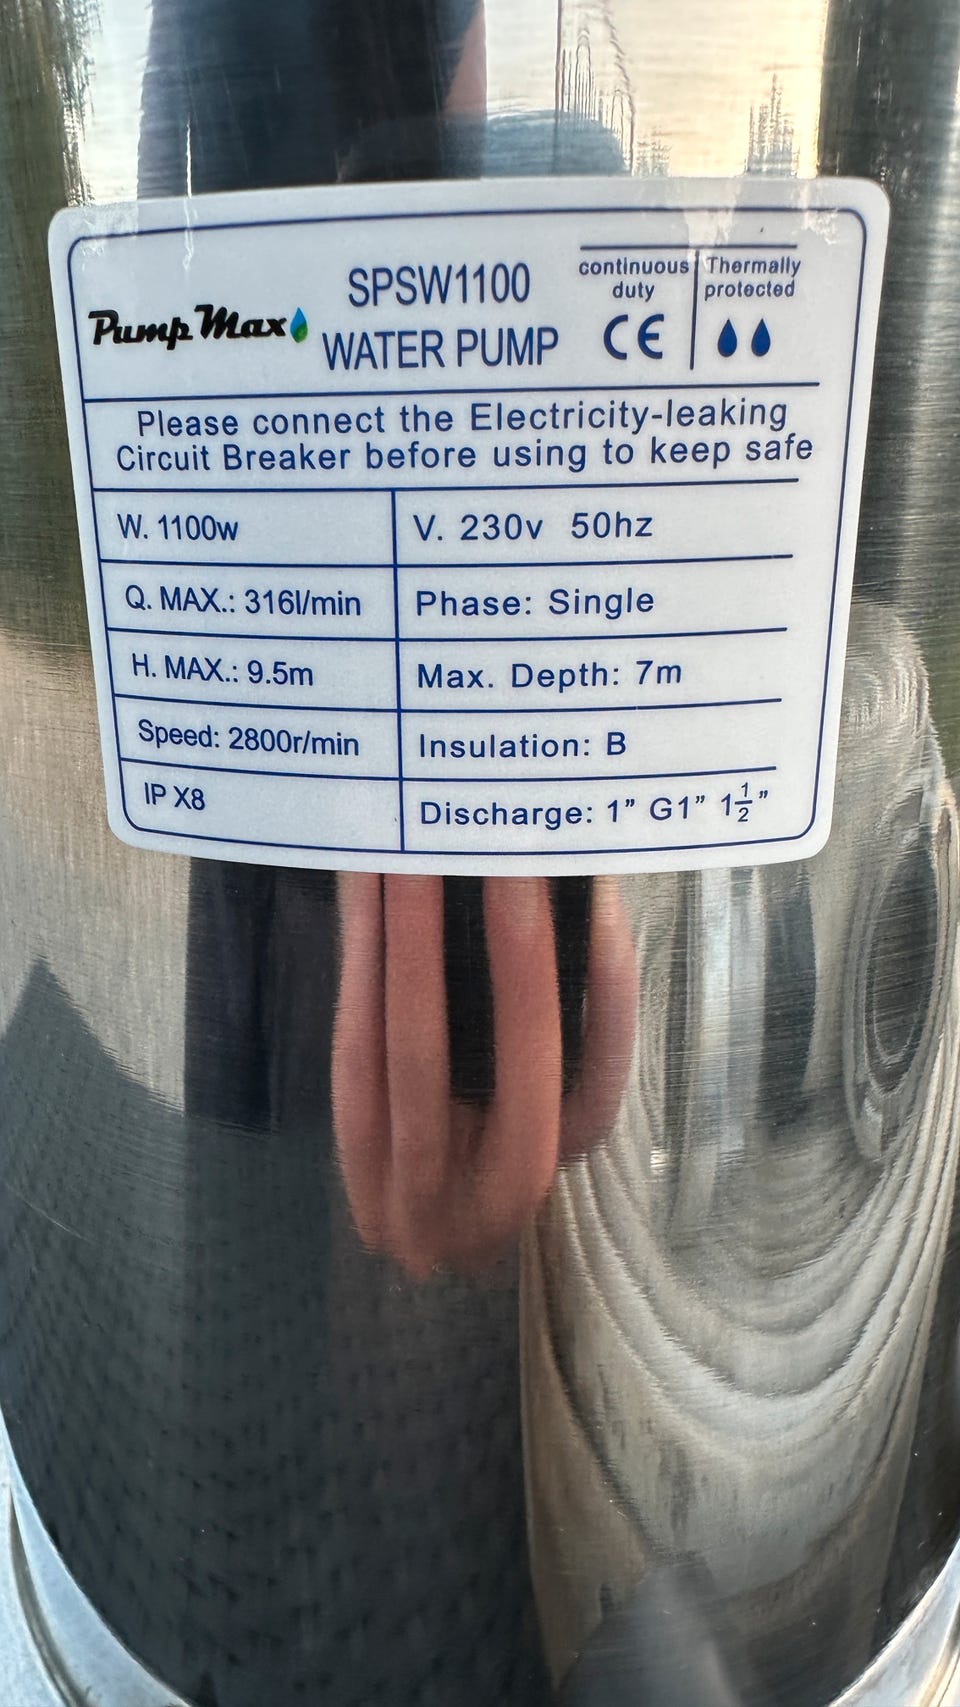 Pump Max
SPSW1100
WATER PUMP
continuous
duty
CE
Thermally
protected
Please connect the Electricity-leaking
Circuit Breaker before using to keep safe
W. 1100w
V. 230v 50hz
Q. MAX.: 316l/min
Phase: Single
H. MAX.: 9.5m
Max. Depth: 7m
Speed: 2800r/min
Insulation: B
IP X8
Discharge: 1” G1” 1½”